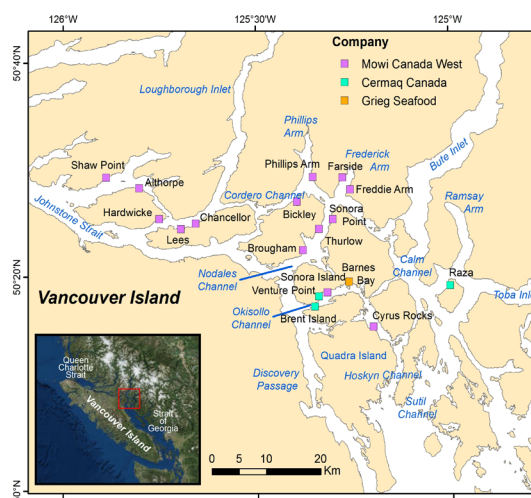 126°W
125°30'W
125°W
50°40'N
50°20'N
0°N
Company
Mowi Canada West
Cermaq Canada
Grieg Seafood
Loughborough Inlet
Phillips
Arm
Bute Inlet
Frederick
Arm
Shaw Point
Althorpe
Phillips Arm
Farside
Freddie Arm
Ramsay
Arm
Cordero Channel
Johnstone Strait
Hardwicke
Chancellor
Lees
Bickley
Sonora
Point
Thurlow
Brougham
Calm
Channel
Nodales
Channel
Sonora Island
Barnes
Bay
Raza
Toba Inlet
Vancouver Island
Venture Point
Okisollo
Channel
Brent Island
Cyrus Rocks
Quadra Island
Discovery
Passage
Hoskyn Channel
Sutil
Channel
Queen
Charlotte
Strait
Vancouver Island
Strait
of
Georgia
0
10
20
Km